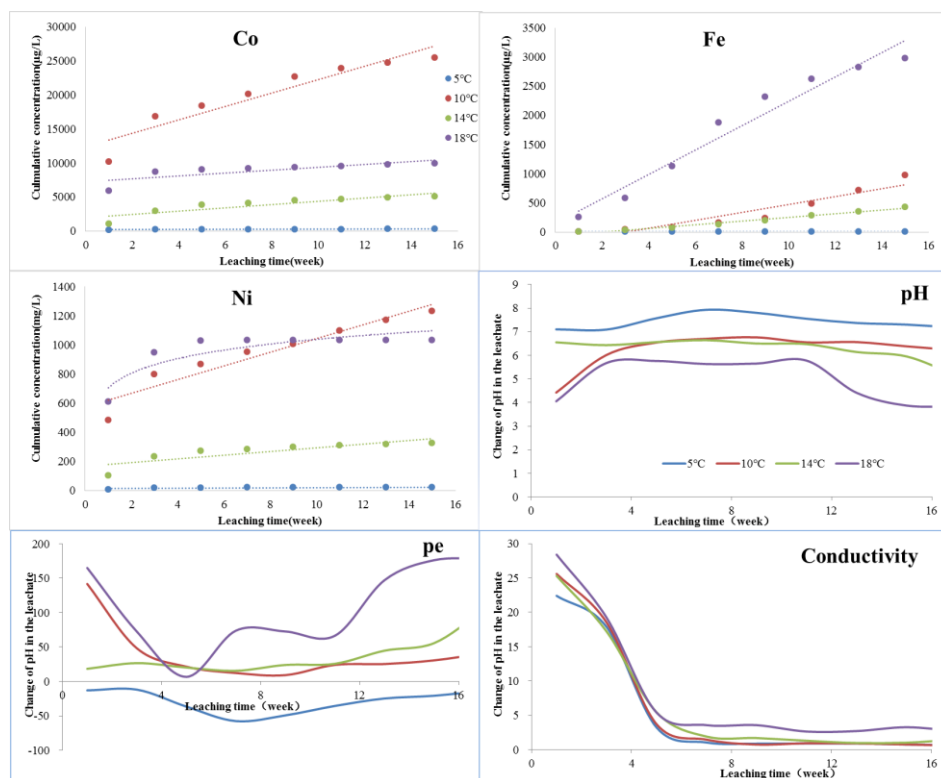 Co
Culmulative concentration(µg/L)
30000
25000
20000
15000
10000
5000
0
0 2 4 6 8 10 12 14 16
Leaching time(week)
5℃
10℃
14℃
18℃
Fe
Culmulative concentration(µg/L)
3500
3000
2500
2000
1500
1000
500
0
0 2 4 6 8 10 12 14 16
Leaching time(week)
Ni
Culmulative concentration(µg/L)
1400
1200
1000
800
600
400
200
0
0 2 4 6 8 10 12 14 16
Leaching time(week)
pH
Change of pH in the leachate
9
8
7
6
5
4
3
2
1
0
5℃ 10℃ 14℃ 18℃
0 4 8 12 16
Leaching time（week）
pe
Change of pH in the leachate
200
150
100
50
0
-50
-100
0 4 8 12 16
Leaching time（week）
Conductivity
Change of pH in the leachate
30
25
20
15
10
5
0
0 4 8 12 16
Leaching time（week）